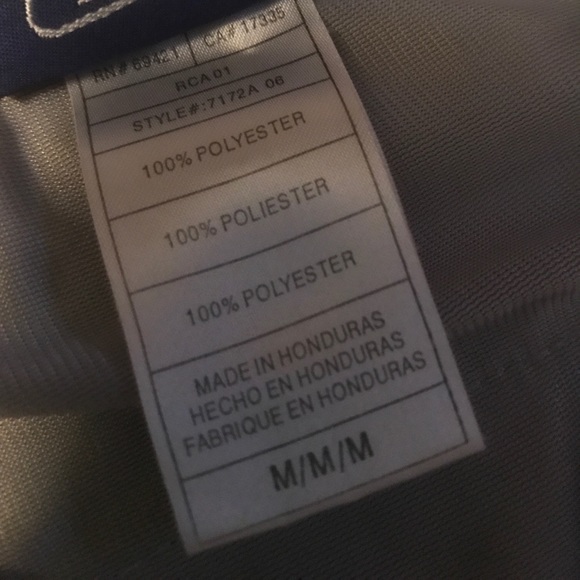 RN# 69421 CA# 17335
RCA 01
STYLE#:7172A 06
100% POLYESTER
100% POLIESTER
100% POLYESTER
MADE IN HONDURAS
HECHO EN HONDURAS
FABRIQUE EN HONDURAS
M/M/M